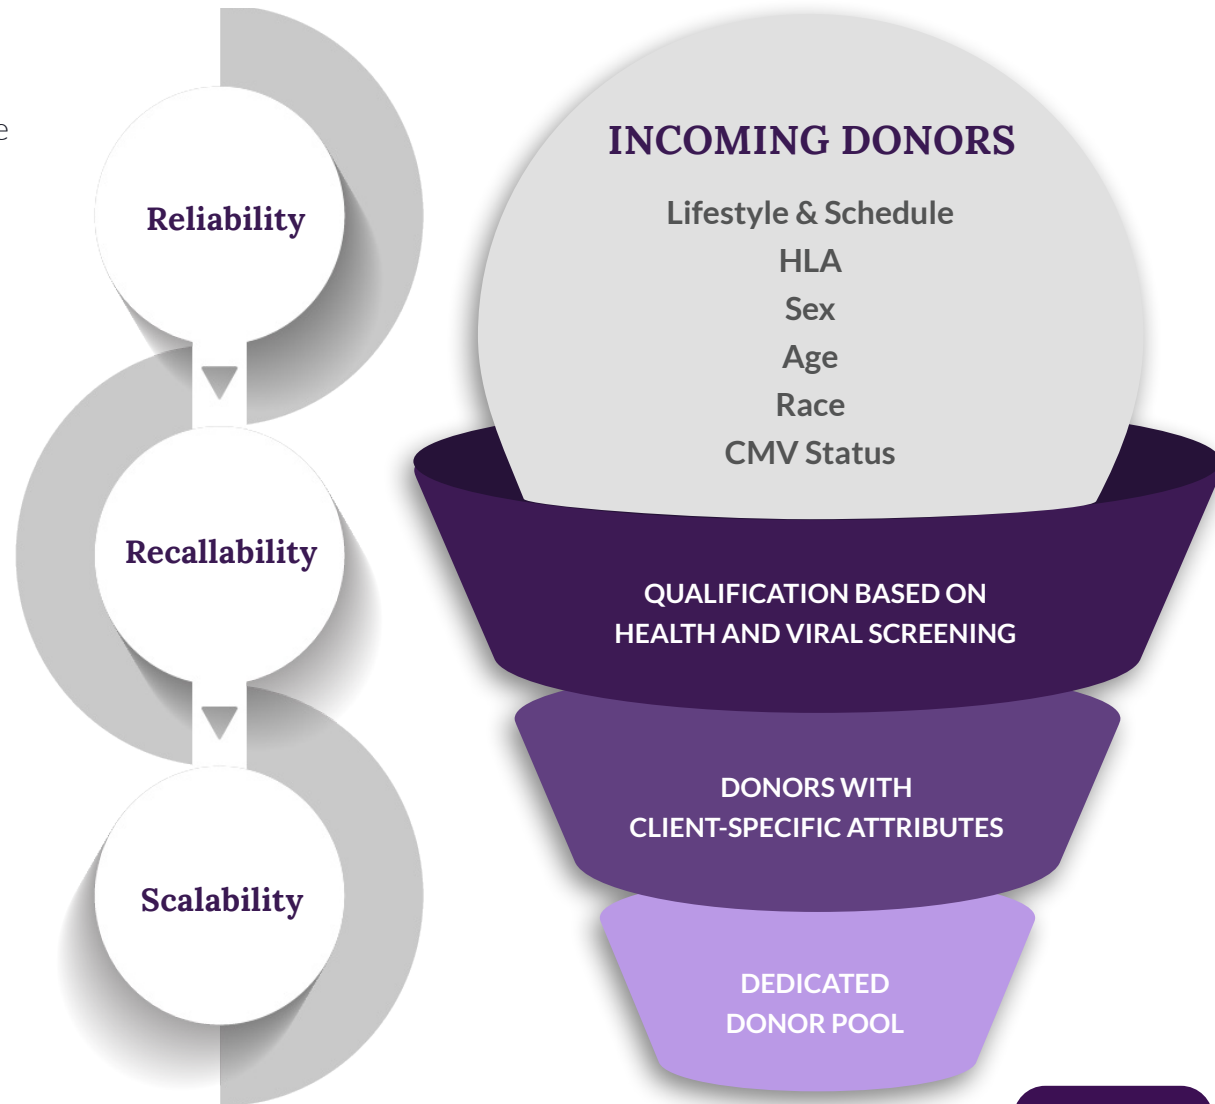 e
Reliability
Recallability
Scalability
INCOMING DONORS
Lifestyle & Schedule
HLA
Sex
Age
Race
CMV Status
QUALIFICATION BASED ON
HEALTH AND VIRAL SCREENING
DONORS WITH
CLIENT-SPECIFIC ATTRIBUTES
DEDICATED
DONOR POOL